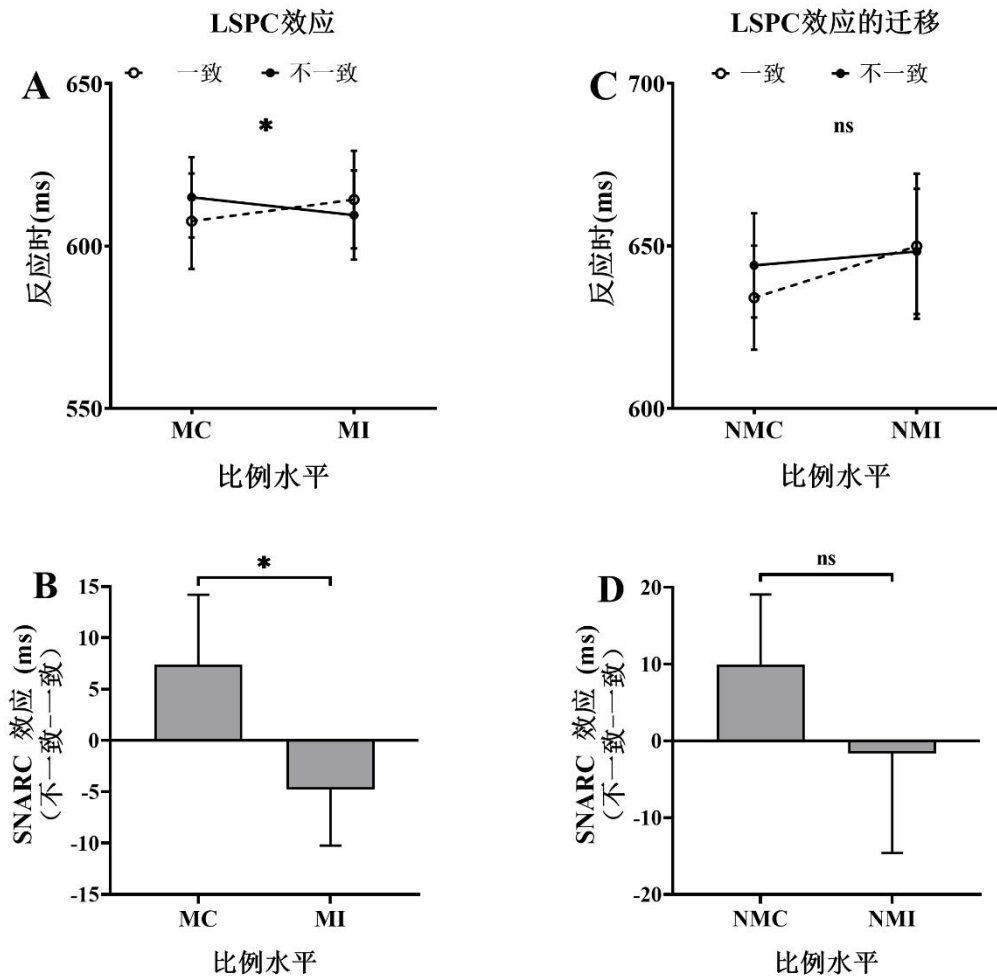 LSPC效应
A
一致
不一致
650
600
550
反应时(ms)
*
MC
MI
比例水平
LSPC效应的迁移
C
一致
不一致
700
650
600
反应时(ms)
ns
NMC
NMI
比例水平
B
15
10
5
0
-5
-10
-15
SNARC 效应 (ms)
（不一致–一致）
*
MC
MI
比例水平
D
20
10
0
-10
-20
SNARC 效应 (ms)
（不一致–一致）
ns
NMC
NMI
比例水平